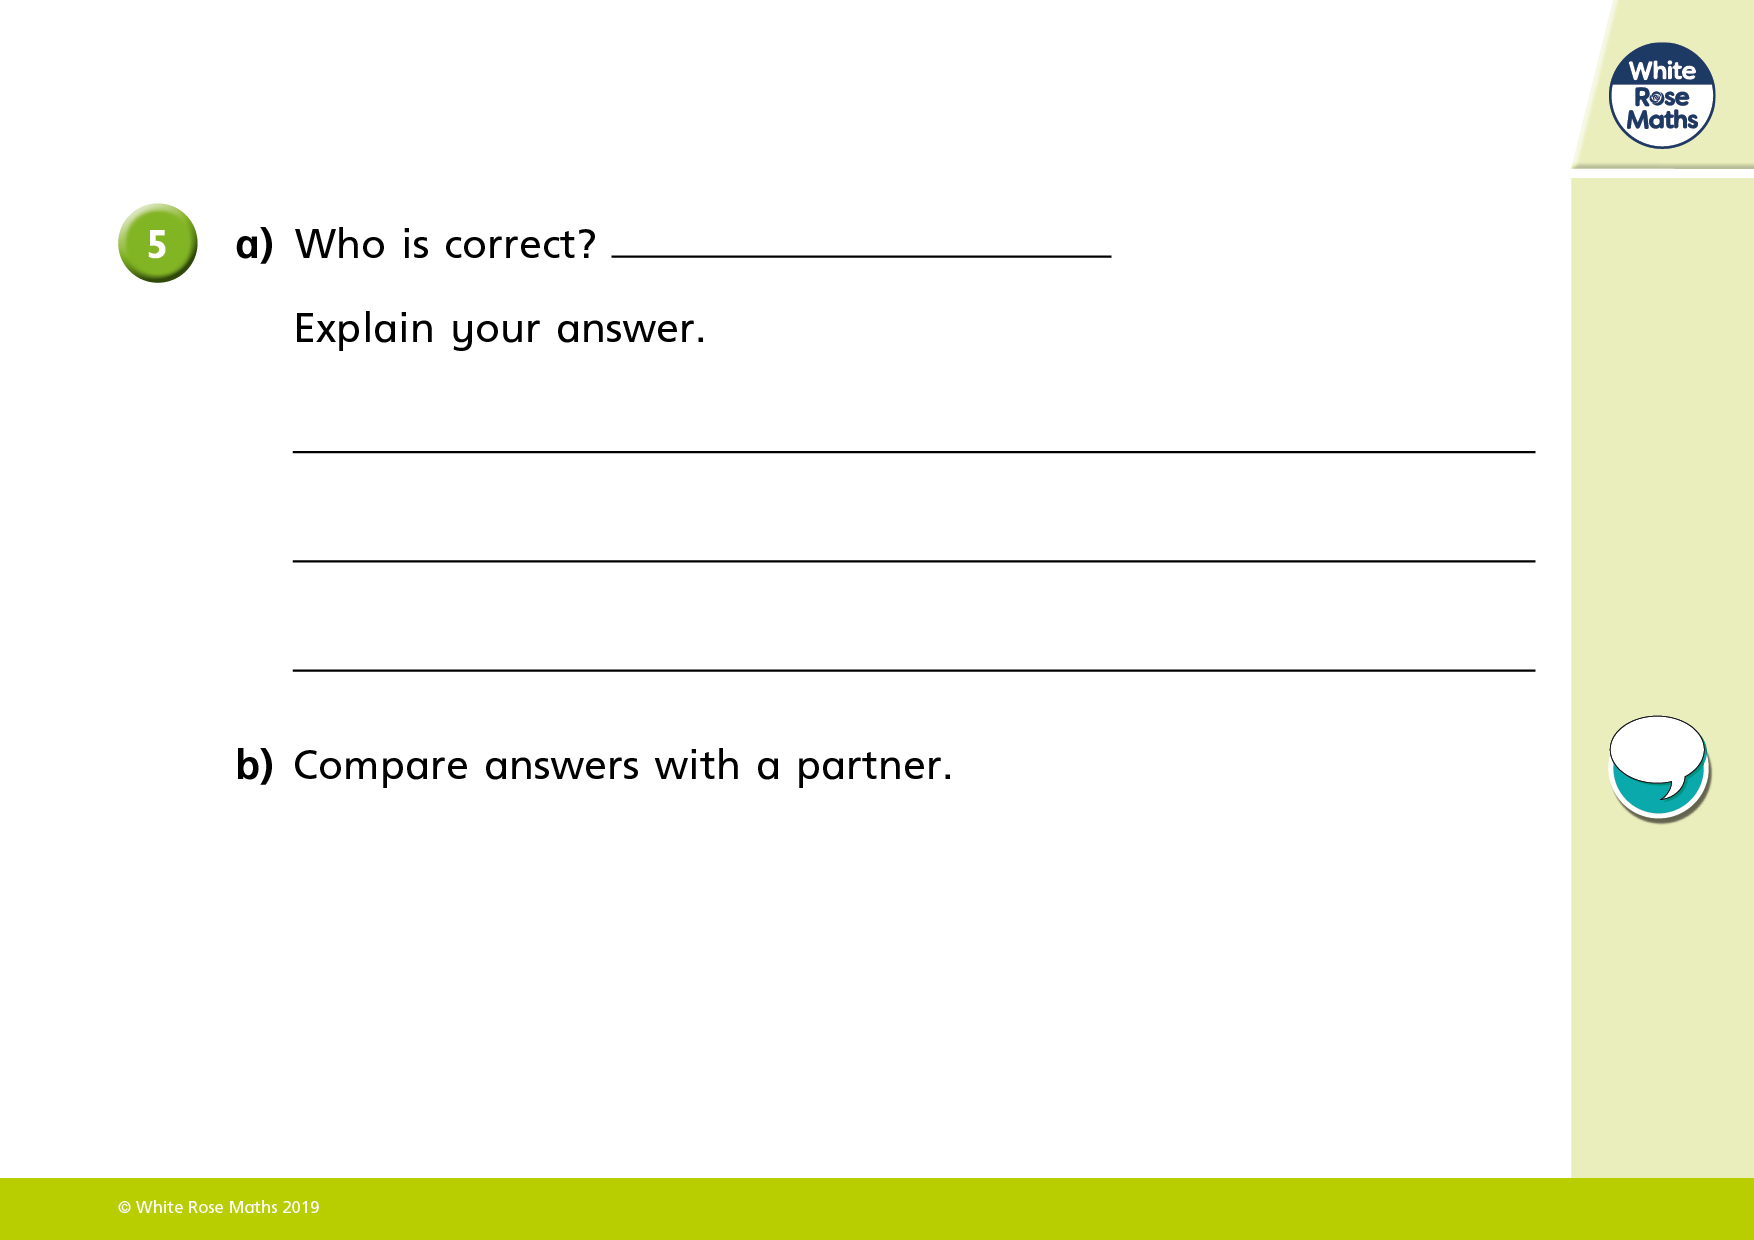 White
Rose
Maths
5 a) Who is correct?
Explain your answer.
b) Compare answers with a partner.
© White Rose Maths 2019